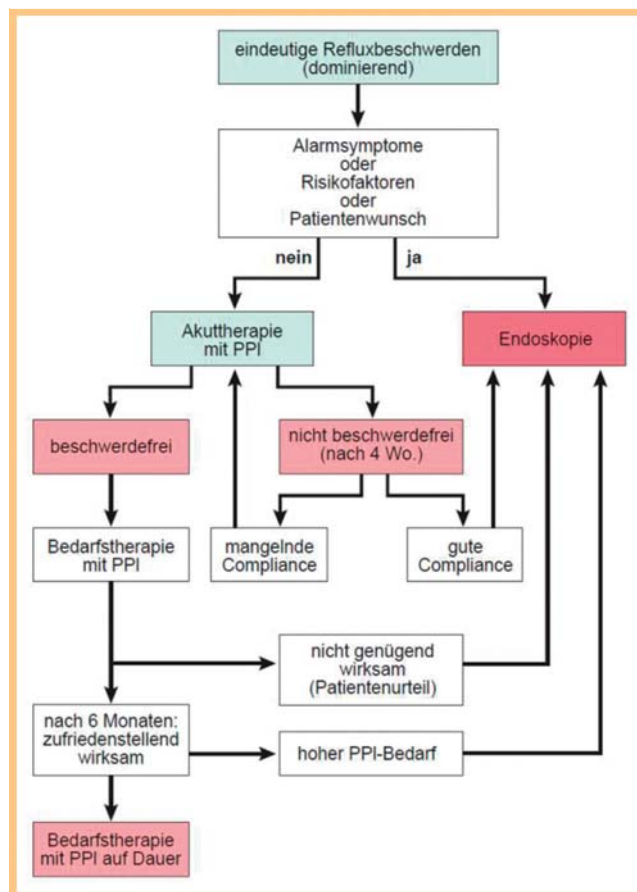 eindeutige Refluxbeschwerden
(dominierend)
Alarmsymptome
oder
Risikofaktoren
oder
Patientenwunsch
nein
ja
Akuttherapie
mit PPI
Endoskopie
beschwerdefrei
nicht beschwerdefrei
(nach 4 Wo.)
Bedarfstherapie
mit PPI
mangelnde
Compliance
gute
Compliance
nicht genügend
wirksam
(Patientenurteil)
nach 6 Monaten:
zufriedenstellend
wirksam
hoher PPI-Bedarf
Bedarfstherapie
mit PPI auf Dauer